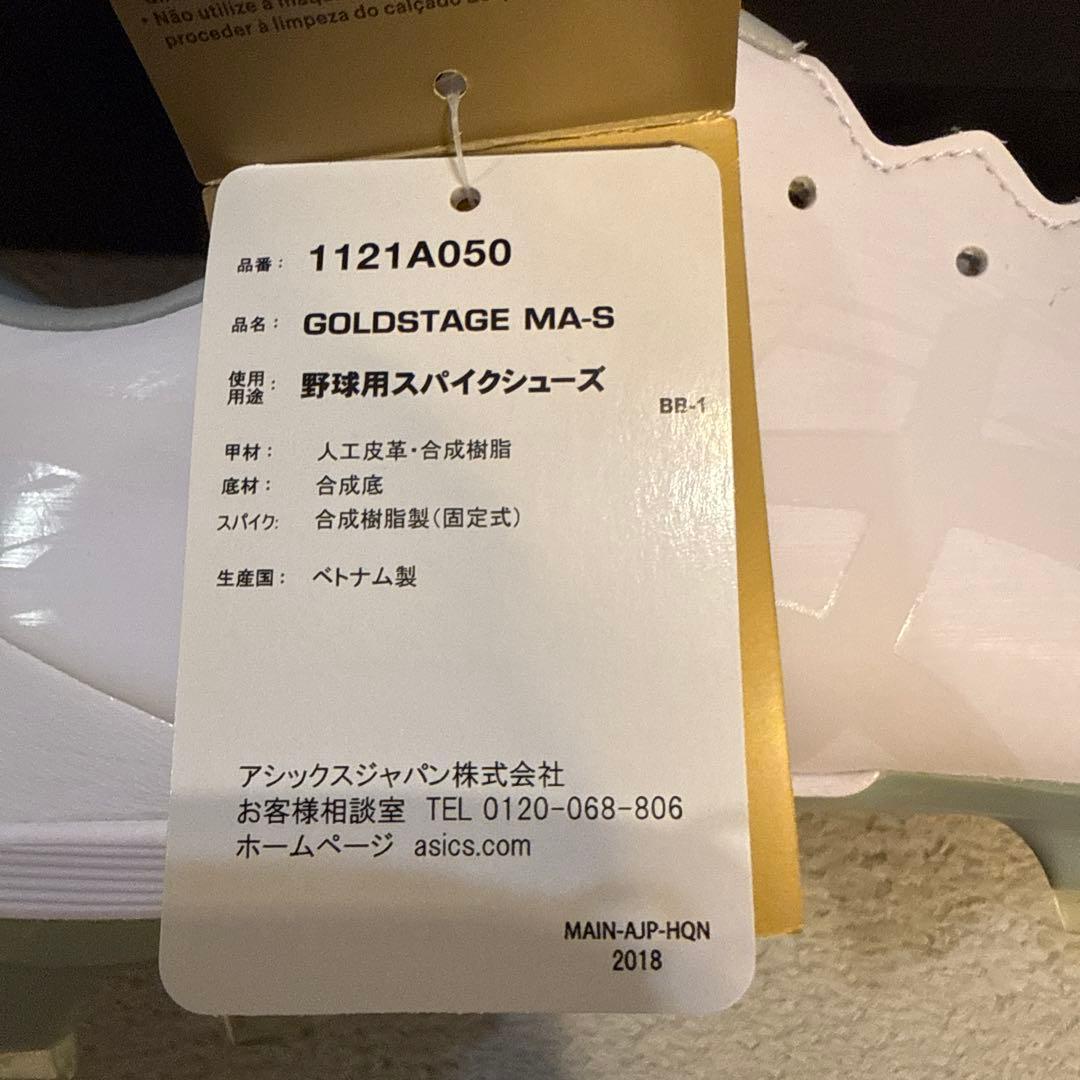 • Não utilize a
proceder à limpeza do calçado
品番： 1121A050
品名： GOLDSTAGE MA-S
使用用途： 野球用スパイクシューズ
BB-1
甲材： 人工皮革・合成樹脂
底材： 合成底
スパイク: 合成樹脂製（固定式）
生産国： ベトナム製
アシックスジャパン株式会社
お客様相談室 TEL 0120-068-806
ホームページ asics.com
MAIN-AJP-HQN
2018